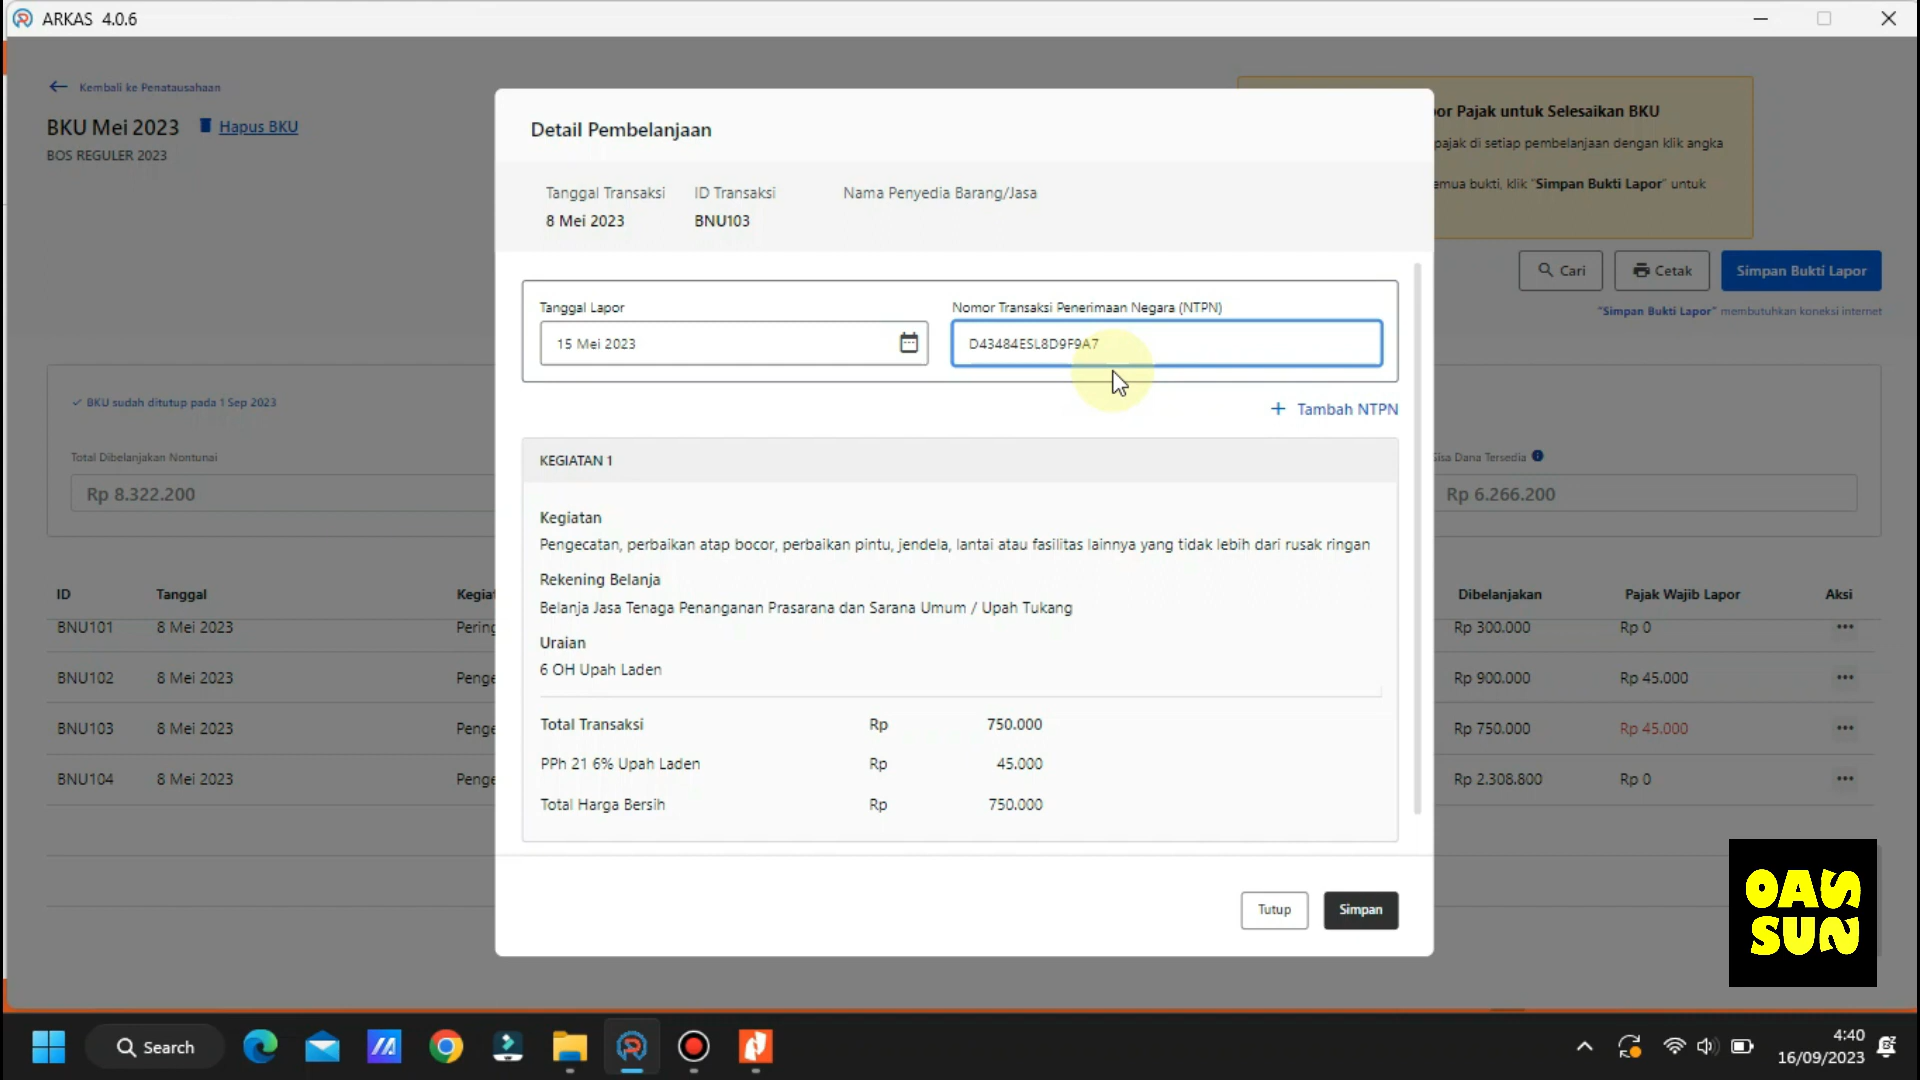 ARKAS 4.0.6
Kembali ke Penatausahaan
BKU Mei 2023 Hapus BKU
BOS REGULER 2023
por Pajak untuk Selesaikan BKU
pajak di setiap pembelanjaan dengan klik angka
emua bukti, klik "Simpan Bukti Lapor" untuk
Cari Cetak Simpan Bukti Lapor
"Simpan Bukti Lapor" membutuhkan koneksi internet
Detail Pembelanjaan
Tanggal Transaksi ID Transaksi Nama Penyedia Barang/Jasa
8 Mei 2023 BNU103
Tanggal Lapor Nomor Transaksi Penerimaan Negara (NTPN)
15 Mei 2023 D43484ESL8D9F9A7
+ Tambah NTPN
BKU sudah ditutup pada 1 Sep 2023
Total Dibelanjakan Nontunai
Rp 8.322.200
Sisa Dana Tersedia
Rp 6.266.200
KEGIATAN 1
Kegiatan
Pengecatan, perbaikan atap bocor, perbaikan pintu, jendela, lantai atau fasilitas lainnya yang tidak lebih dari rusak ringan
Rekening Belanja
Belanja Jasa Tenaga Penanganan Prasarana dan Sarana Umum / Upah Tukang
Uraian
6 OH Upah Laden
Total Transaksi Rp 750.000
PPh 21 6% Upah Laden Rp 45.000
Total Harga Bersih Rp 750.000
Tutup Simpan
ID Tanggal Kegiat Dibelanjakan Pajak Wajib Lapor Aksi
BNU101 8 Mei 2023 Pering Rp 300.000 Rp 0
BNU102 8 Mei 2023 Penge Rp 900.000 Rp 45.000
BNU103 8 Mei 2023 Penge Rp 750.000 Rp 45.000
BNU104 8 Mei 2023 Penge Rp 2.308.800 Rp 0
OAS
SUN
Search
4:40
16/09/2023